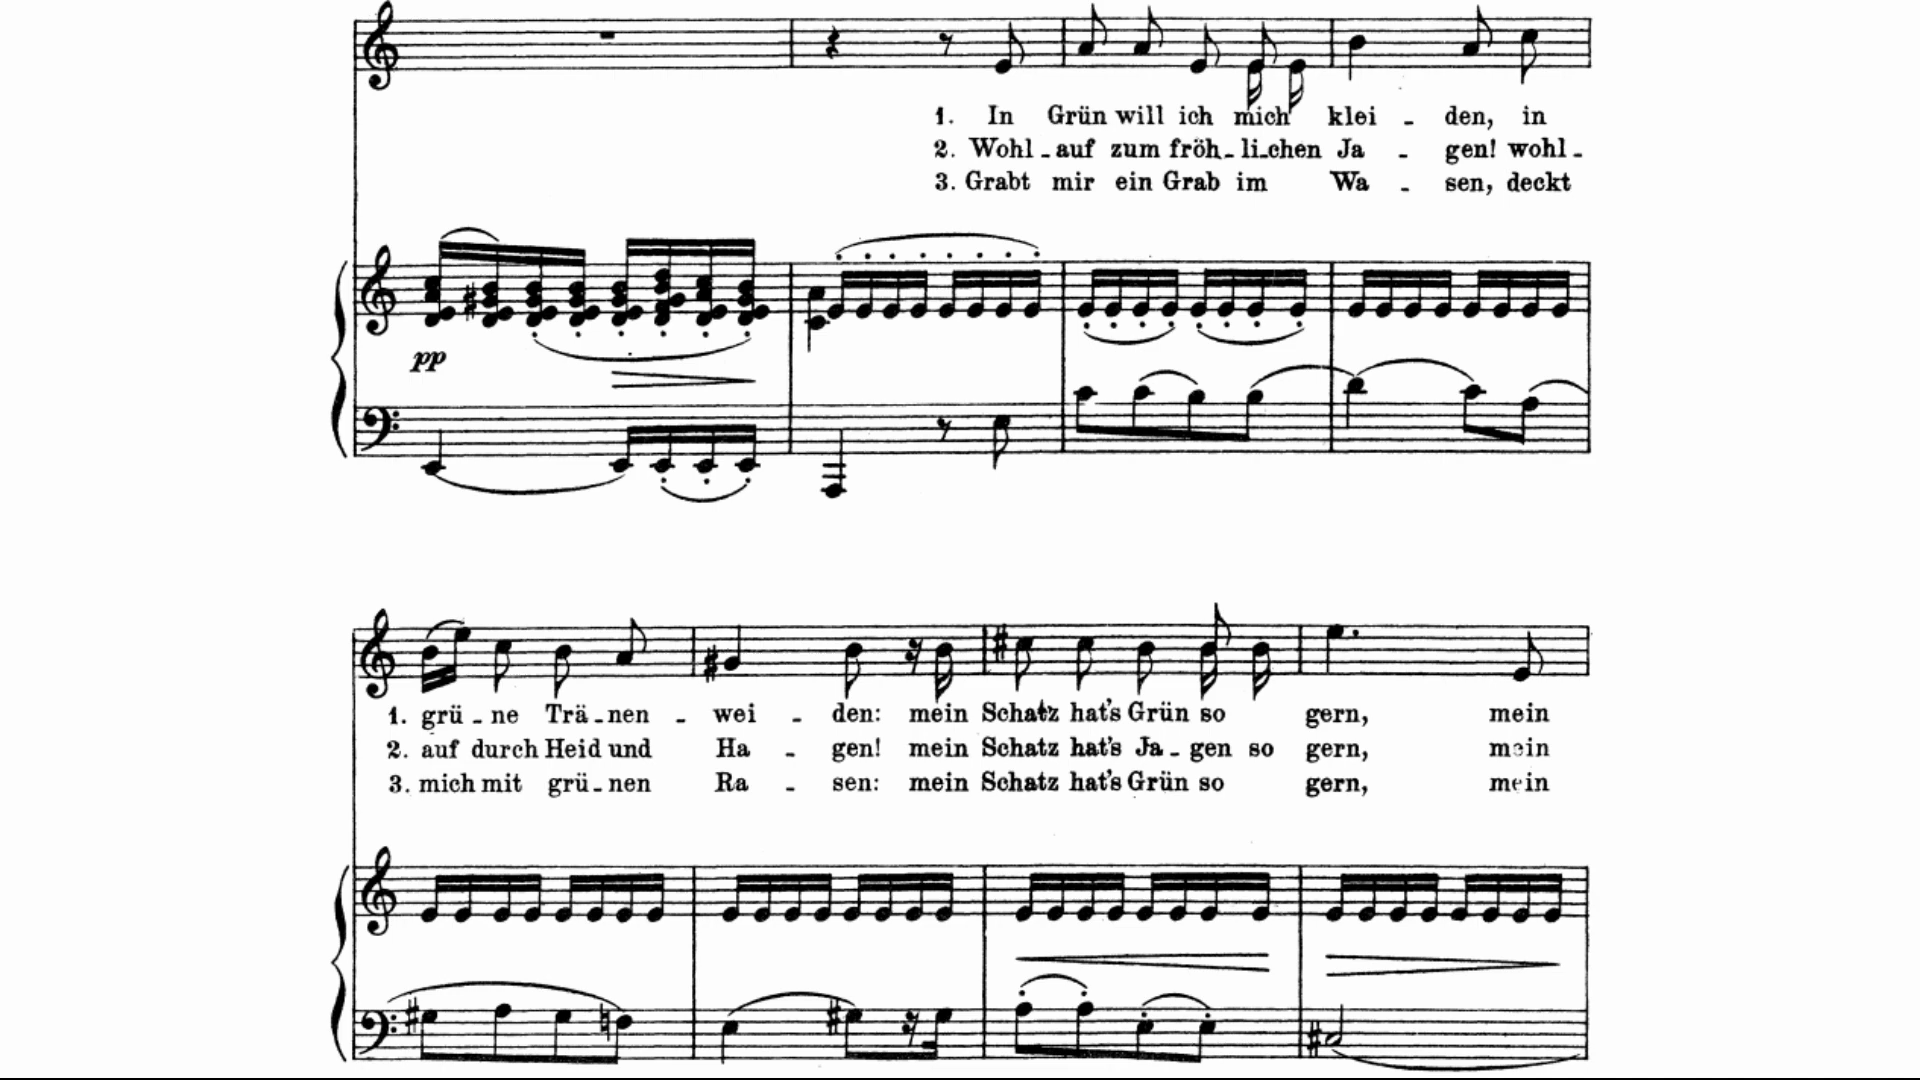 1. In Grün will ich mich klei - den, in
2. Wohl - auf zum fröh - li - chen Ja - gen! wohl -
3. Grabt mir ein Grab im Wa - sen, deckt
pp
1. grü - ne Trä - nen - wei - den: mein Schatz hat's Grün so gern, mein
2. auf durch Heid und Ha - gen! mein Schatz hat's Ja - gen so gern, mein
3. mich mit grü - nen Ra - sen: mein Schatz hat's Grün so gern, mein